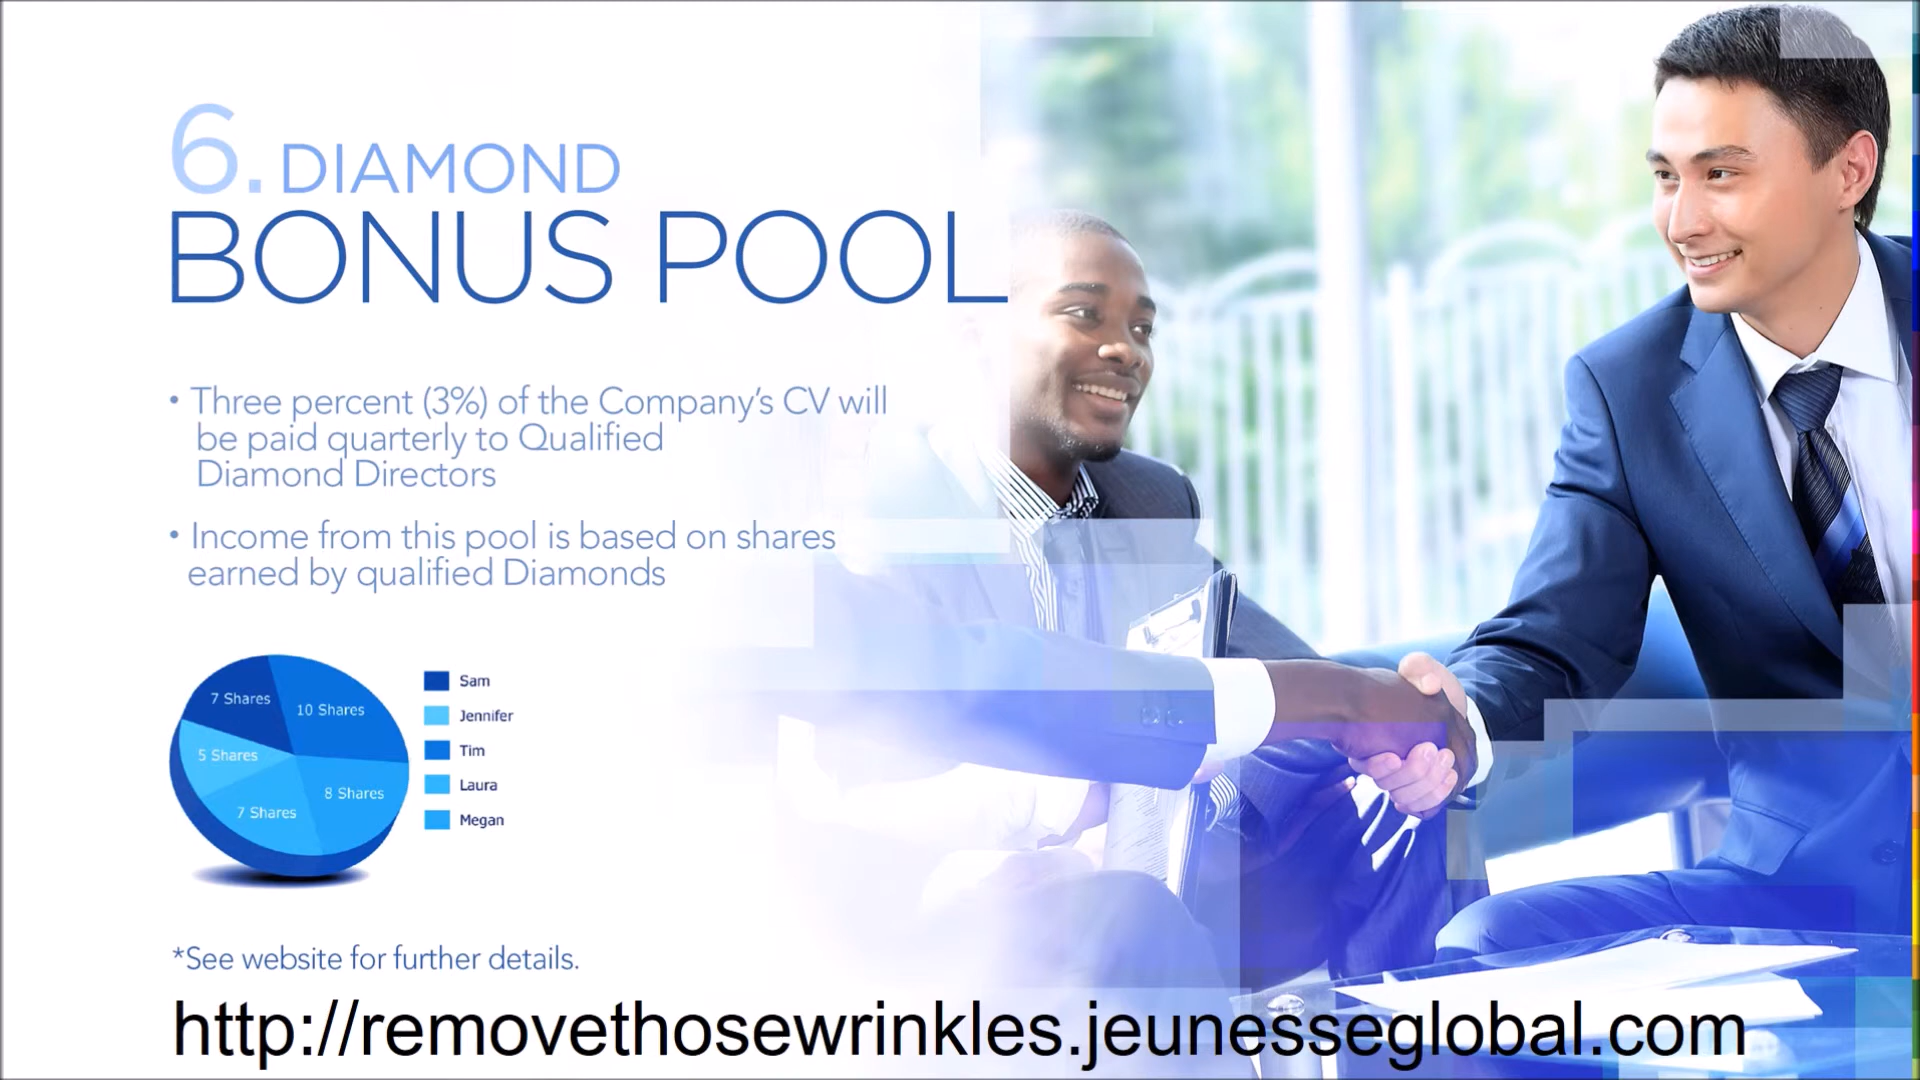 6. DIAMOND
BONUS POOL
• Three percent (3%) of the Company's CV will
be paid quarterly to Qualified
Diamond Directors
• Income from this pool is based on shares
earned by qualified Diamonds
7 Shares
10 Shares
5 Shares
8 Shares
7 Shares
Sam
Jennifer
Tim
Laura
Megan
*See website for further details.
http://removethosewrinkles.jeunesseglobal.com